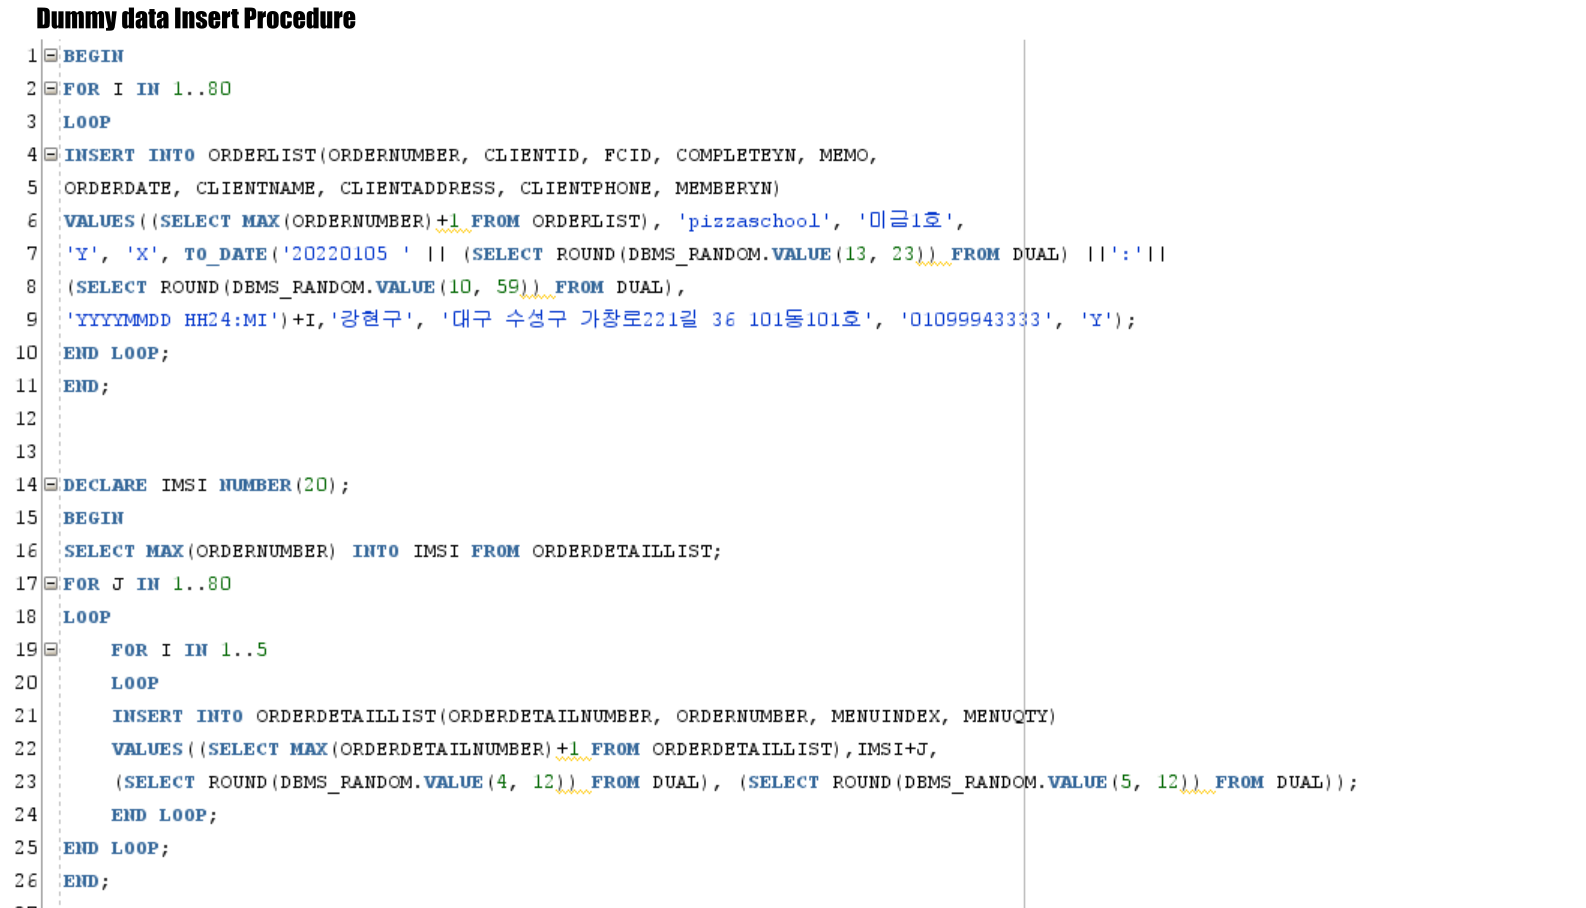 Dummy data Insert Procedure
1 BEGIN
2 FOR I IN 1..80
3 LOOP
4 INSERT INTO ORDERLIST(ORDERNUMBER, CLIENTID, FCID, COMPLETEYN, MEMO,
5 ORDERDATE, CLIENTNAME, CLIENTADDRESS, CLIENTPHONE, MEMBERYN)
6 VALUES((SELECT MAX(ORDERNUMBER)+1 FROM ORDERLIST), 'pizzaschool', '미금1호',
7 'Y', 'X', TO_DATE('20220105 ' || (SELECT ROUND(DBMS_RANDOM.VALUE(13, 23)) FROM DUAL) ||':'||
8 (SELECT ROUND(DBMS_RANDOM.VALUE(10, 59)) FROM DUAL),
9 'YYYYMMDD HH24:MI')+I,'강현구', '대구 수성구 가창로221길 36 101동101호', '01099943333', 'Y');
10 END LOOP;
11 END;
12
13
14 DECLARE IMSI NUMBER(20);
15 BEGIN
16 SELECT MAX(ORDERNUMBER) INTO IMSI FROM ORDERDETAILLIST;
17 FOR J IN 1..80
18 LOOP
19 FOR I IN 1..5
20 LOOP
21 INSERT INTO ORDERDETAILLIST(ORDERDETAILNUMBER, ORDERNUMBER, MENUINDEX, MENUQTY)
22 VALUES((SELECT MAX(ORDERDETAILNUMBER)+1 FROM ORDERDETAILLIST),IMSI+J,
23 (SELECT ROUND(DBMS_RANDOM.VALUE(4, 12)) FROM DUAL), (SELECT ROUND(DBMS_RANDOM.VALUE(5, 12)) FROM DUAL));
24 END LOOP;
25 END LOOP;
26 END;